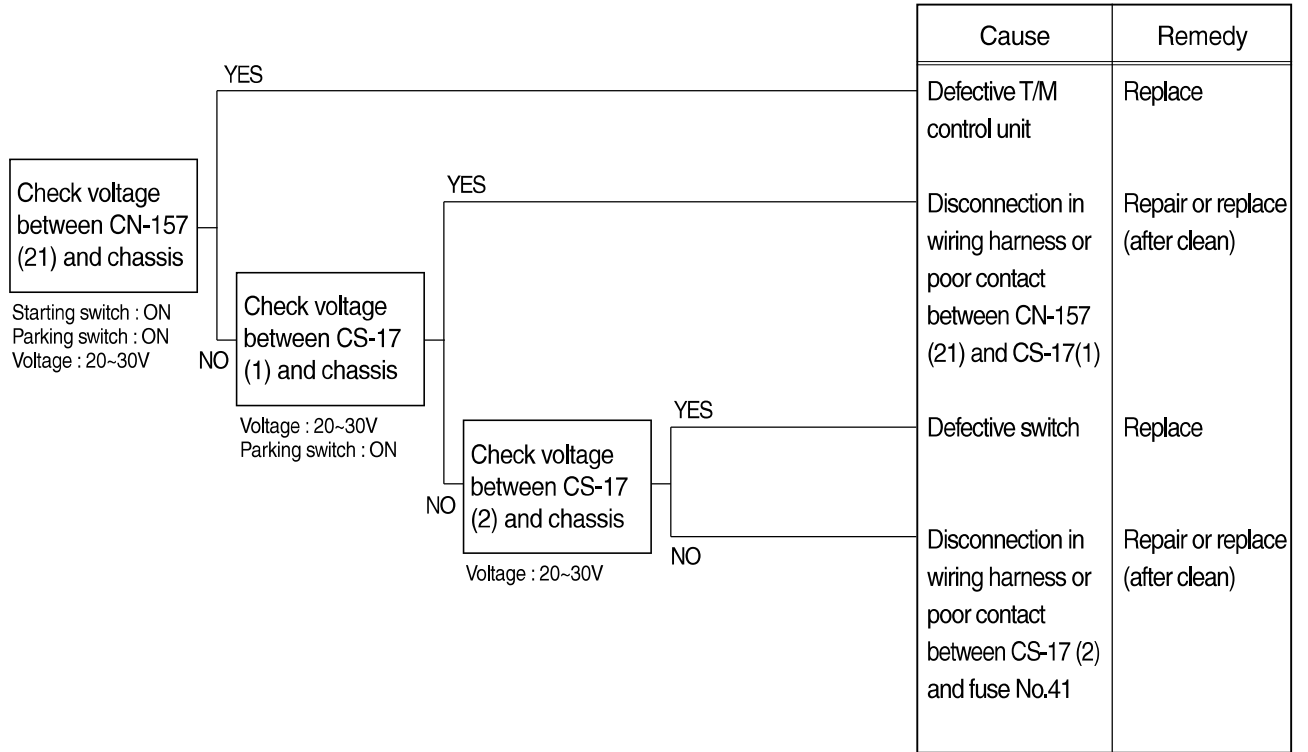 Cause
Remedy
YES
Defective T/M
control unit
Replace
Check voltage
between CN-157
(21) and chassis
Starting switch : ON
Parking switch : ON
Voltage : 20~30V
YES
Disconnection in
wiring harness or
poor contact
between CN-157
(21) and CS-17(1)
Repair or replace
(after clean)
NO
Check voltage
between CS-17
(1) and chassis
Voltage : 20~30V
Parking switch : ON
YES
Defective switch
Replace
NO
Check voltage
between CS-17
(2) and chassis
Voltage : 20~30V
NO
Disconnection in
wiring harness or
poor contact
between CS-17 (2)
and fuse No.41
Repair or replace
(after clean)